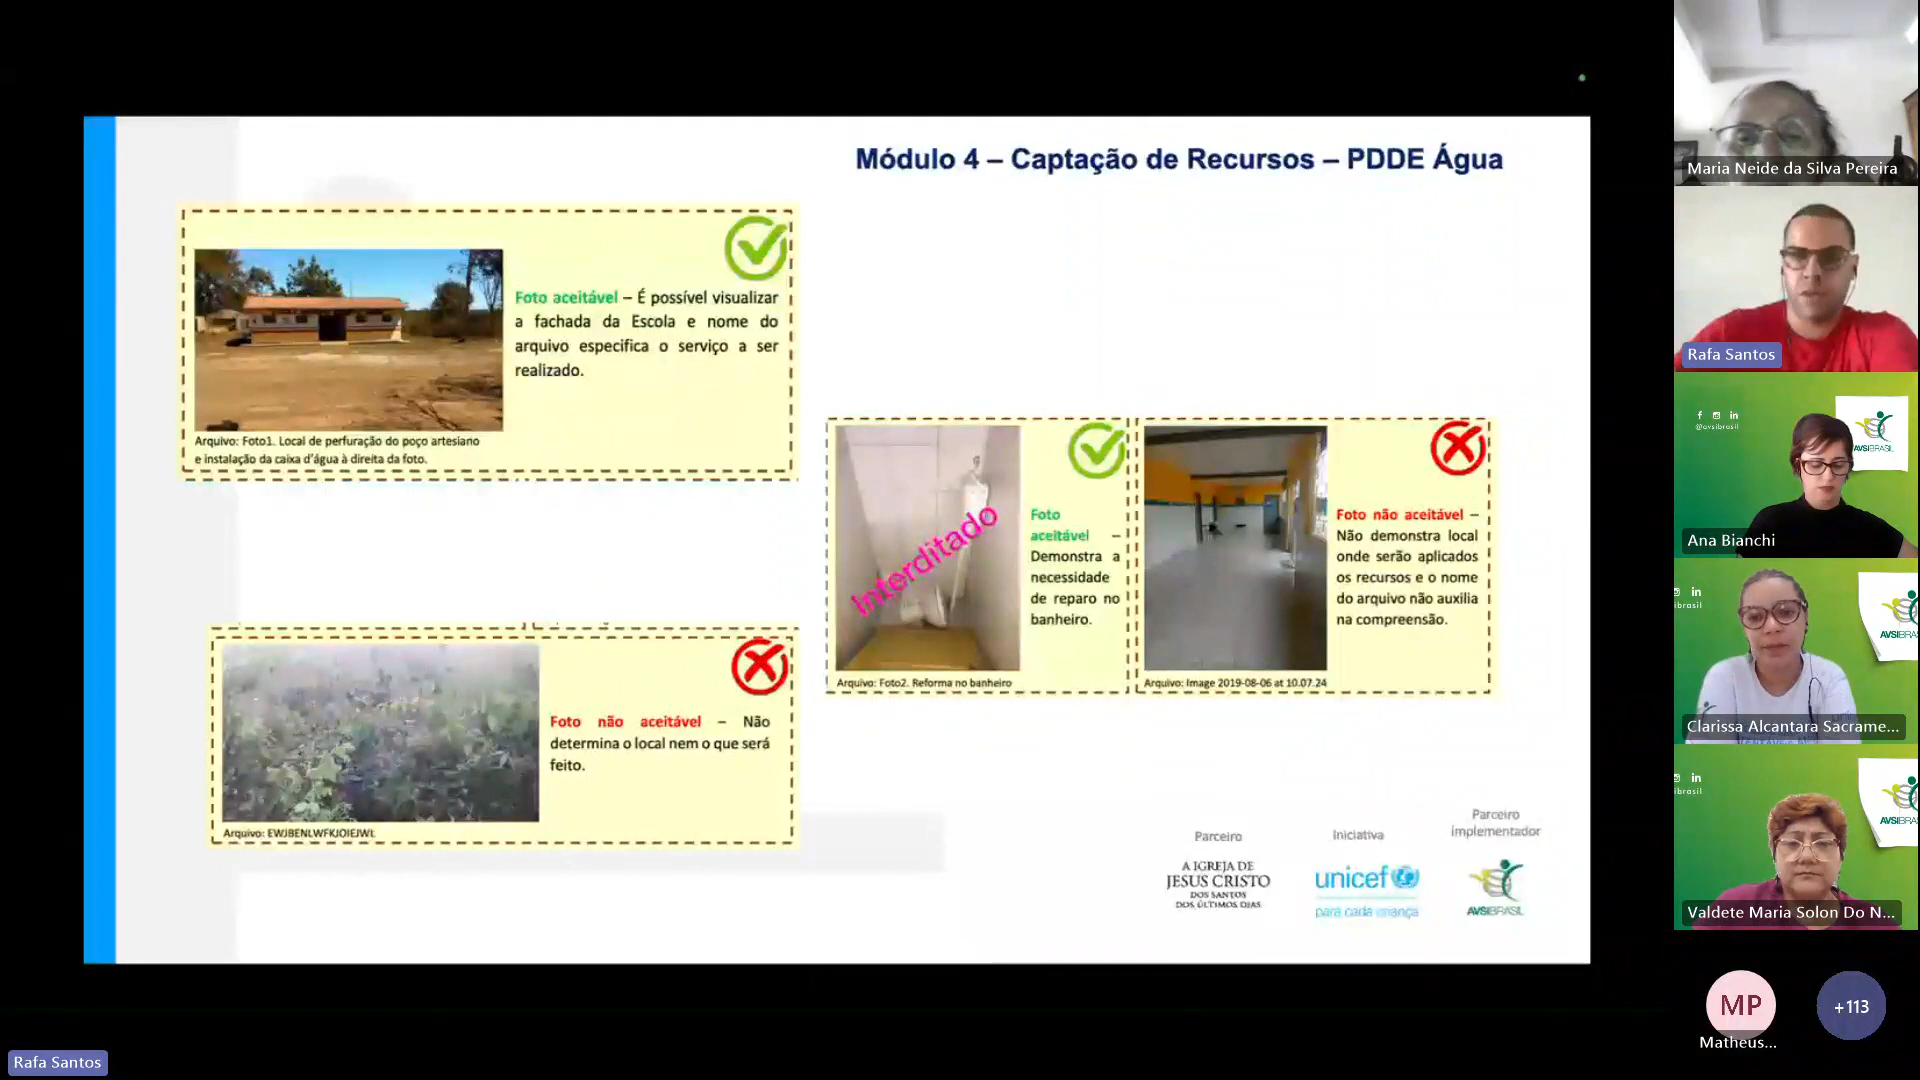 Módulo 4 – Captação de Recursos – PDDE Água
Foto aceitável – É possível visualizar
a fachada da Escola e nome do
arquivo especifica o serviço a ser
realizado.
Arquivo: Foto1. Local de perfuração do poço artesiano
e instalação da caixa d'água à direita da foto.
Interditado
Foto
aceitável –
Demonstra a
necessidade
de reparo no
banheiro.
Arquivo: Foto2. Reforma no banheiro
Foto não aceitável –
Não demonstra local
onde serão aplicados
os recursos e o nome
do arquivo não auxilia
na compreensão.
Arquivo: Image 2019-08-06 at 10.07.24
Foto não aceitável – Não
determina o local nem o que será
feito.
Arquivo: EWJBENLWFKJOIEJWL
Parceiro
A IGREJA DE
JESUS CRISTO
DOS SANTOS
DOS ÚLTIMOS DIAS
Iniciativa
unicef
para cada criança
Parceiro
implementador
AVSIBRASIL
Maria Neide da Silva Pereira
Rafa Santos
@avsibrasil
AVSIBRASIL
Ana Bianchi
ibrasil
AVSIBRA
Clarissa Alcantara Sacrame...
ibrasil
AVSIBRA
Valdete Maria Solon Do N...
MP
Matheus...
+113
Rafa Santos